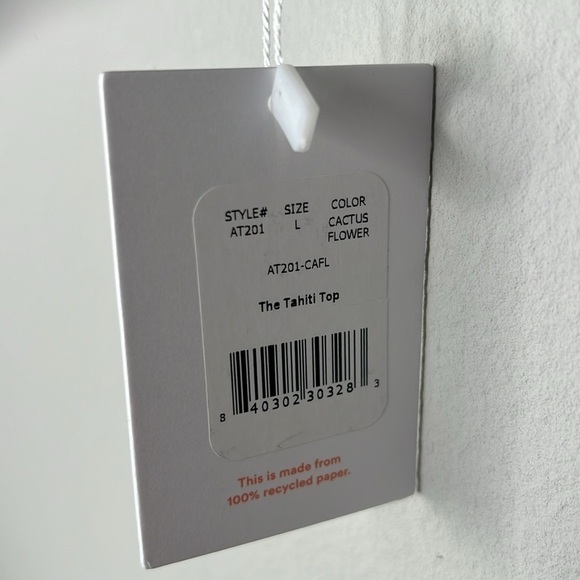 STYLE# SIZE COLOR
AT201 L CACTUS
FLOWER
AT201-CAFL
The Tahiti Top
8 40302 30328 3
This is made from
100% recycled paper.